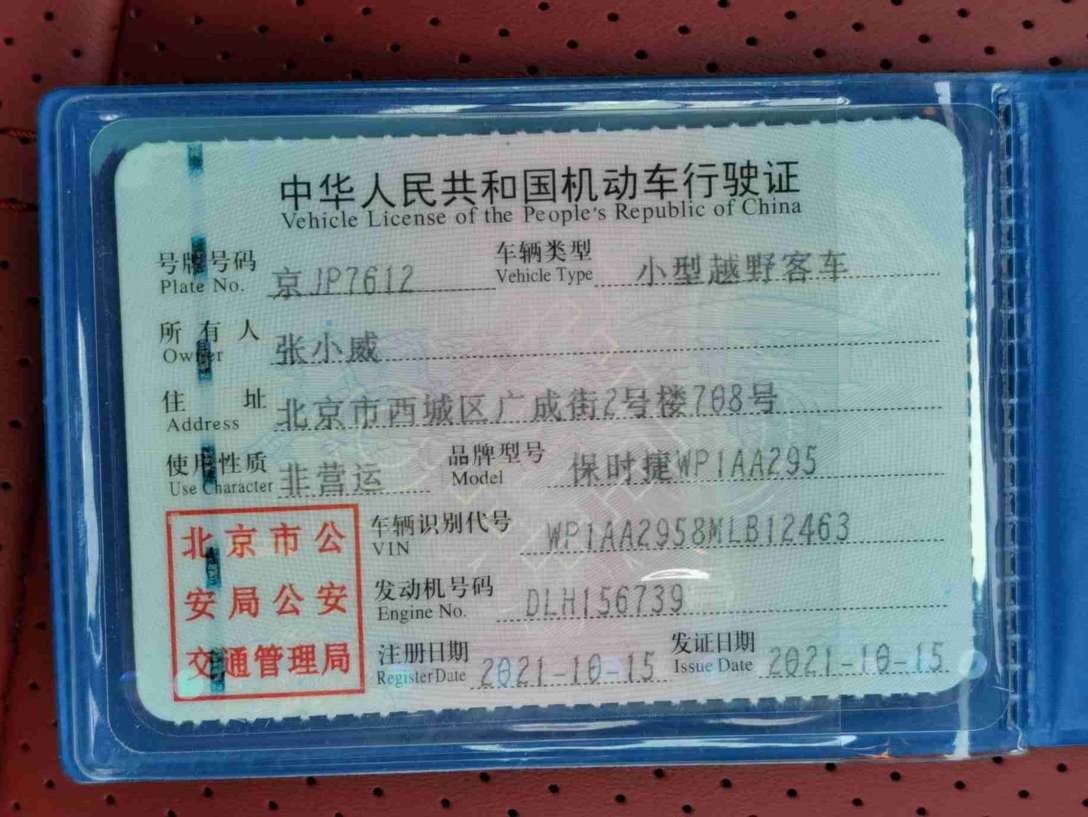 中华人民共和国机动车行驶证
Vehicle License of the People's Republic of China
号牌号码 京JP7612 车辆类型 小型越野客车
Plate No. Vehicle Type
所有人 张小威
Owner
住址 北京市西城区广成街2号楼708号
Address
使用性质 非营运 品牌型号 保时捷WP1AA295
Use Character Model
车辆识别代号 WP1AA2958MLB12463
VIN
发动机号码 DLH156739
Engine No.
注册日期 2021-10-15 发证日期 2021-10-15
Register Date Issue Date
北京市公
安局公安
交通管理局